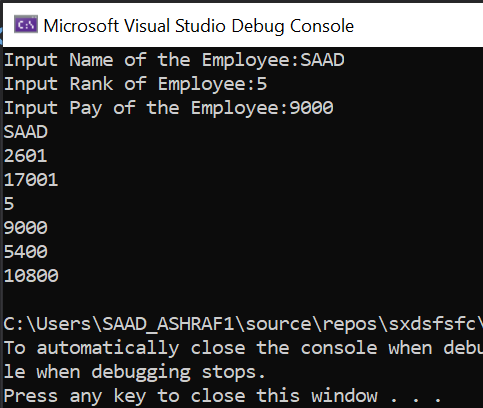 Microsoft Visual Studio Debug Console
Input Name of the Employee:SAAD
Input Rank of Employee:5
Input Pay of the Employee:9000
SAAD
2601
17001
5
9000
5400
10800
C:\Users\SAAD_ASHRAF1\source\repos\sxdsfsfc\
To automatically close the console when debu
le when debugging stops.
Press any key to close this window . . .